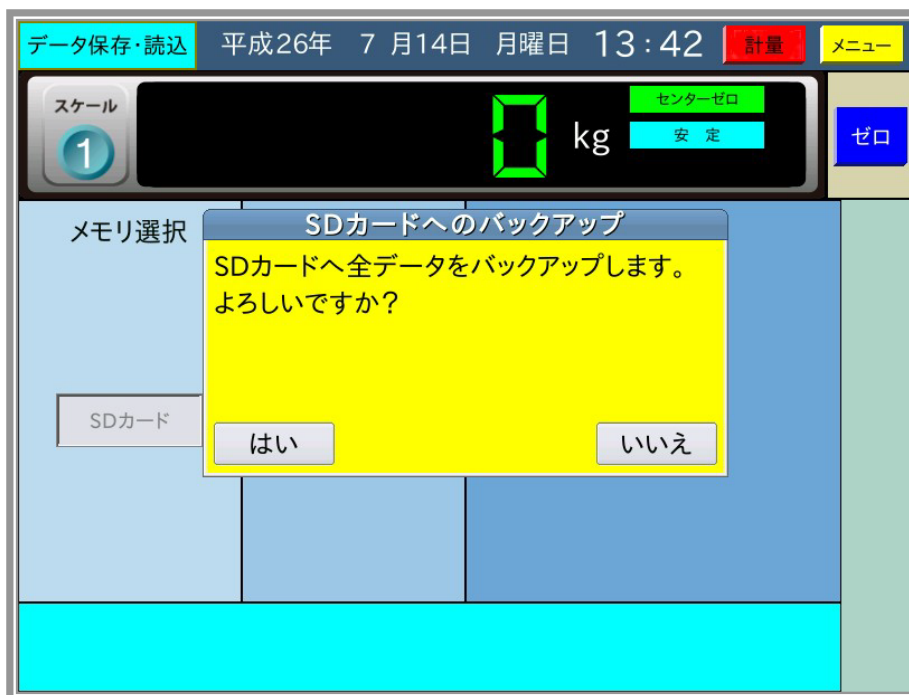 データ保存・読込 平成26年 7 月14日 月曜日 13:42 計量 メニュー
スケール
1
0 kg
センターゼロ
安 定
ゼロ
メモリ選択
SDカードへのバックアップ
SDカードへ全データをバックアップします。
よろしいですか?
SDカード
はい いいえ